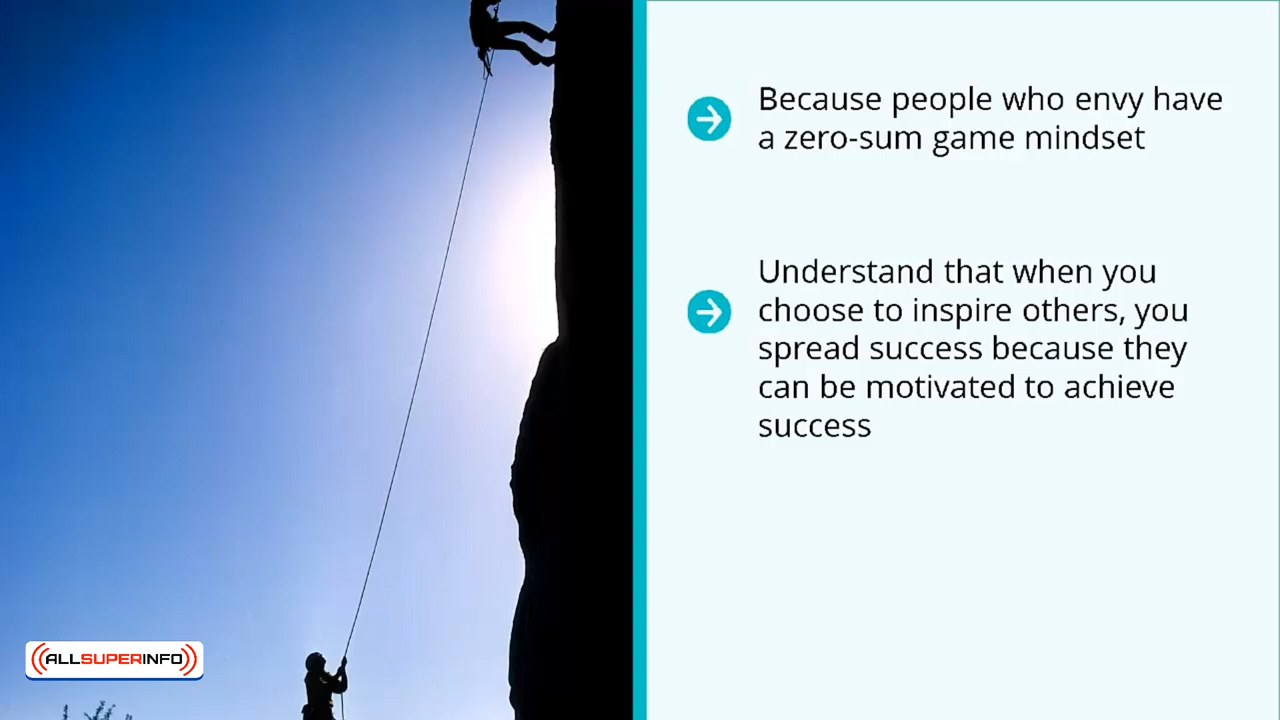 Because people who envy have
a zero-sum game mindset
Understand that when you
choose to inspire others, you
spread success because they
can be motivated to achieve
success
ALLSUPERINFO